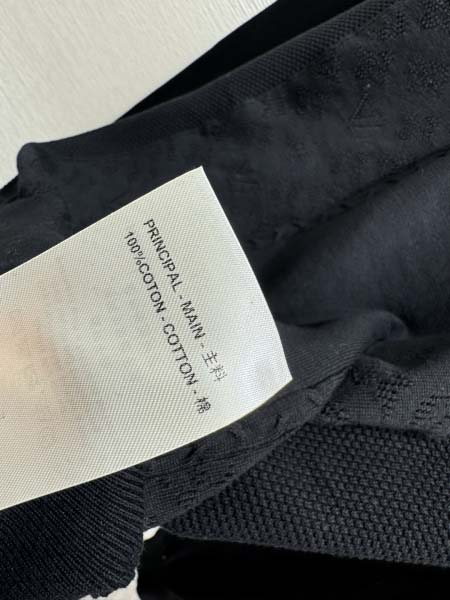 PRINCIPAL - MAIN - 主料
100%COTON - COTTON - 棉